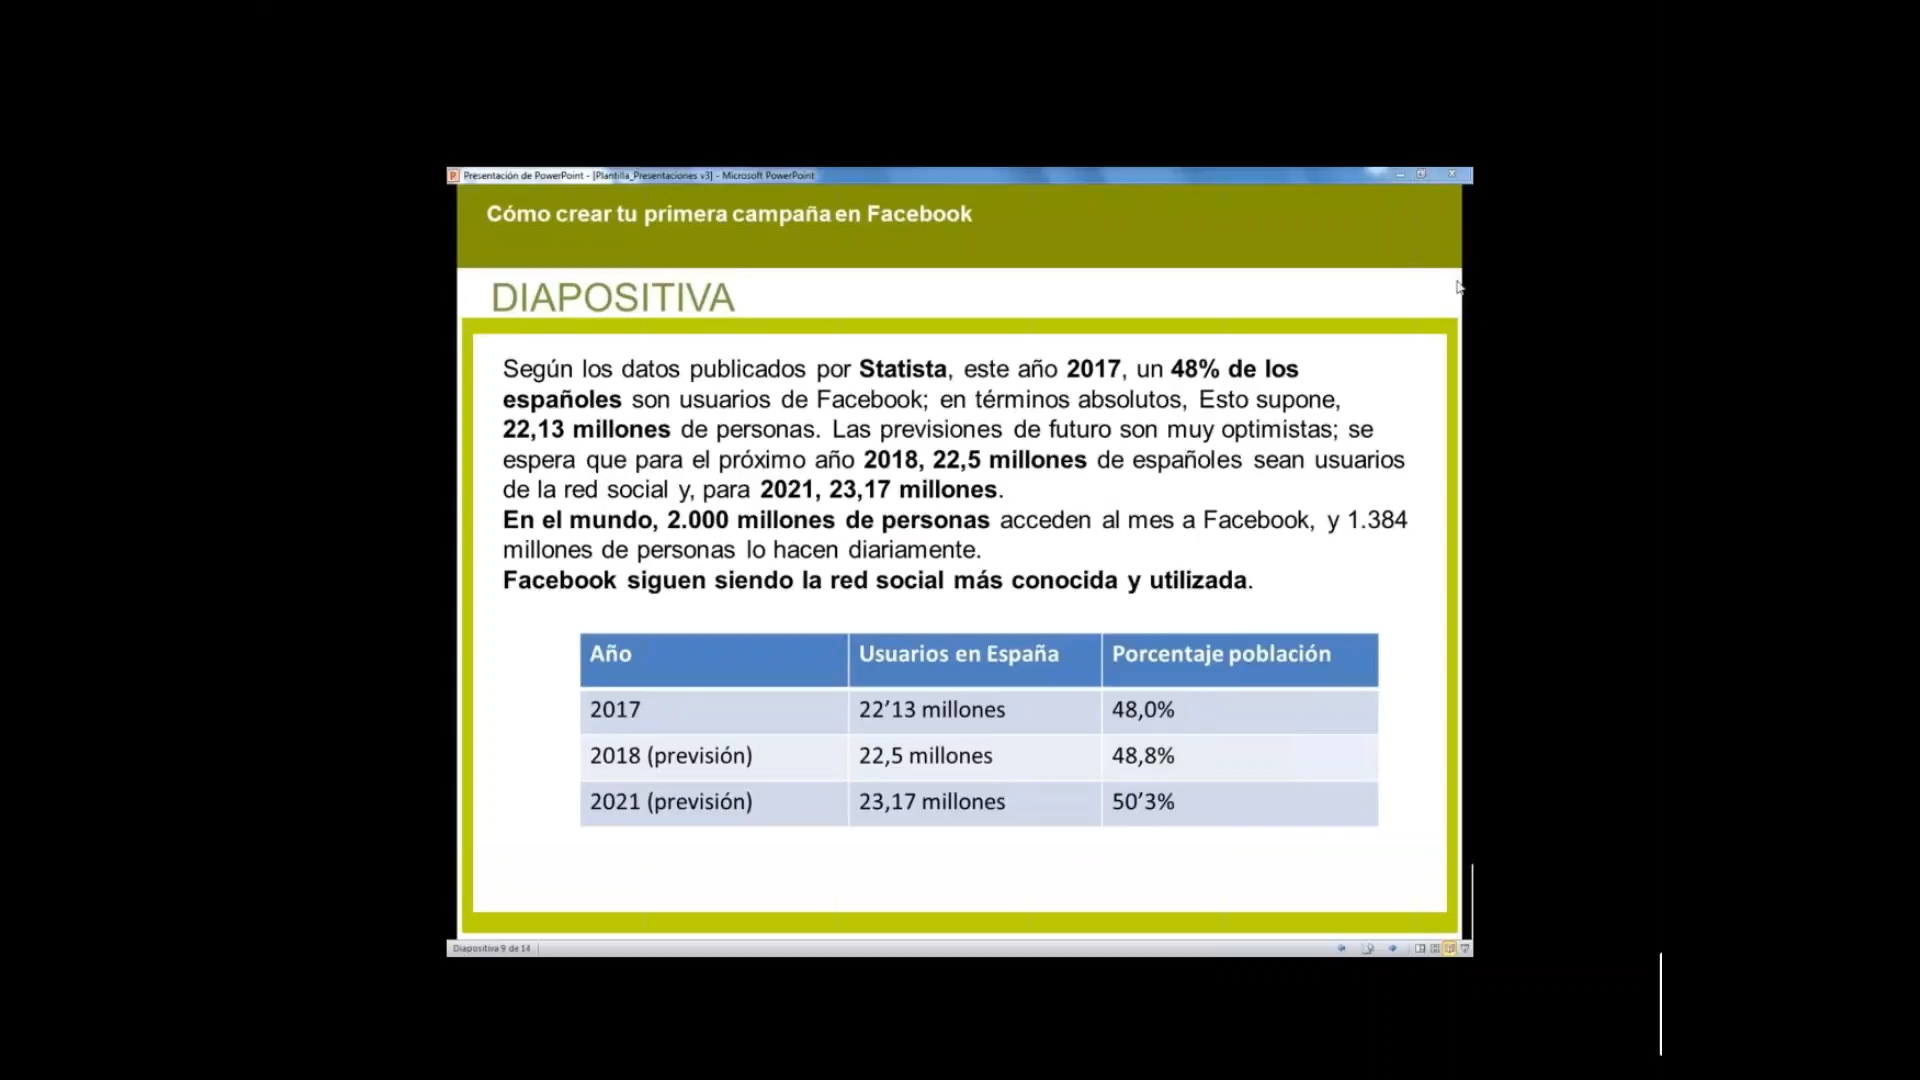 Presentación de PowerPoint - [Plantilla_Presentaciones v3] - Microsoft PowerPoint
Cómo crear tu primera campaña en Facebook
DIAPOSITIVA
Según los datos publicados por Statista, este año 2017, un 48% de los
españoles son usuarios de Facebook; en términos absolutos, Esto supone,
22,13 millones de personas. Las previsiones de futuro son muy optimistas; se
espera que para el próximo año 2018, 22,5 millones de españoles sean usuarios
de la red social y, para 2021, 23,17 millones.
En el mundo, 2.000 millones de personas acceden al mes a Facebook, y 1.384
millones de personas lo hacen diariamente.
Facebook siguen siendo la red social más conocida y utilizada.
Año Usuarios en España Porcentaje población
2017 22’13 millones 48,0%
2018 (previsión) 22,5 millones 48,8%
2021 (previsión) 23,17 millones 50’3%
Diapositiva 9 de 14